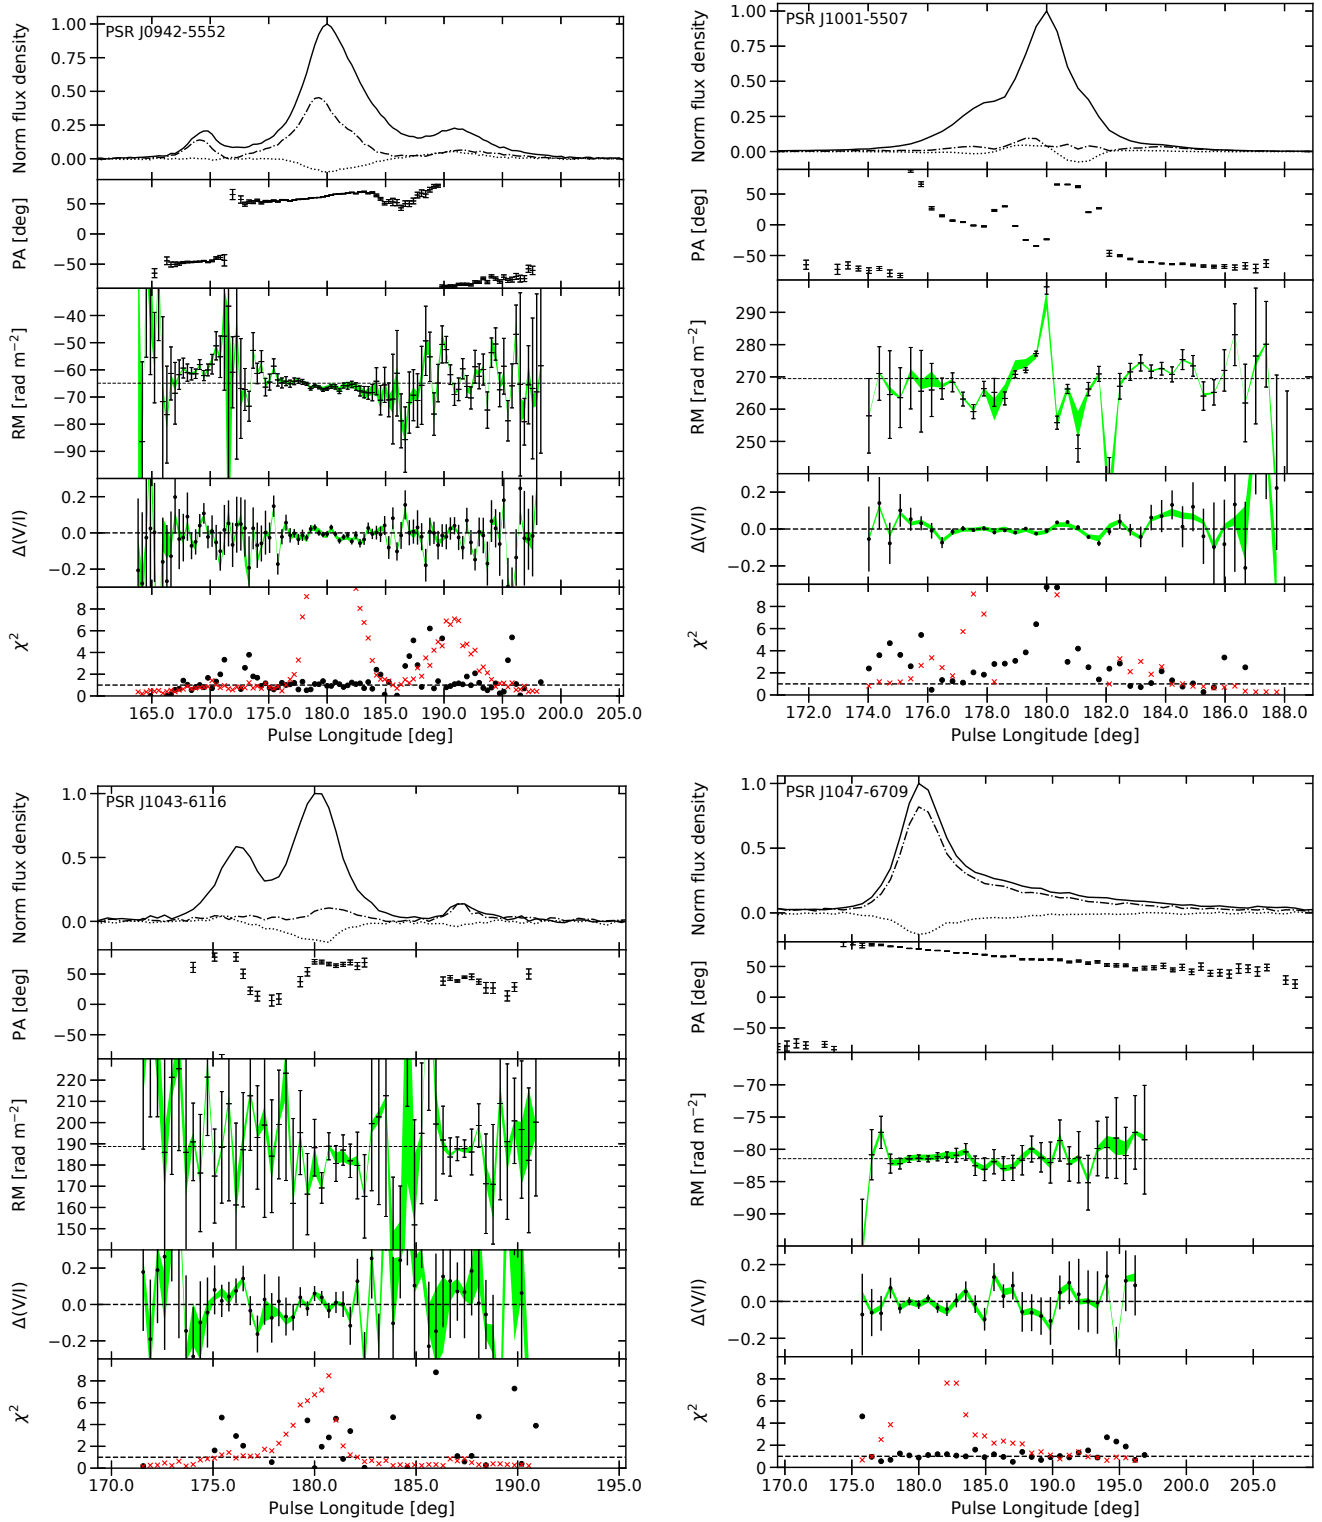 PSR J0942-5552
Norm flux density
1.00
0.75
0.50
0.25
0.00
PA [deg]
50
0
−50
RM [rad m⁻²]
−40
−50
−60
−70
−80
−90
Δ(V/I)
0.2
0.0
−0.2
χ²
8
6
4
2
0
165.0 170.0 175.0 180.0 185.0 190.0 195.0 200.0 205.0
Pulse Longitude [deg]
PSR J1001-5507
Norm flux density
1.00
0.75
0.50
0.25
0.00
PA [deg]
50
0
−50
RM [rad m⁻²]
290
280
270
260
250
Δ(V/I)
0.2
0.0
−0.2
χ²
8
6
4
2
0
172.0 174.0 176.0 178.0 180.0 182.0 184.0 186.0 188.0
Pulse Longitude [deg]
PSR J1043-6116
Norm flux density
1.0
0.5
0.0
PA [deg]
50
0
−50
RM [rad m⁻²]
220
210
200
190
180
170
160
150
Δ(V/I)
0.2
0.0
−0.2
χ²
8
6
4
2
0
170.0 175.0 180.0 185.0 190.0 195.0
Pulse Longitude [deg]
PSR J1047-6709
Norm flux density
1.0
0.5
0.0
PA [deg]
50
0
−50
RM [rad m⁻²]
−70
−75
−80
−85
−90
Δ(V/I)
0.2
0.0
−0.2
χ²
8
6
4
2
0
170.0 175.0 180.0 185.0 190.0 195.0 200.0 205.0
Pulse Longitude [deg]